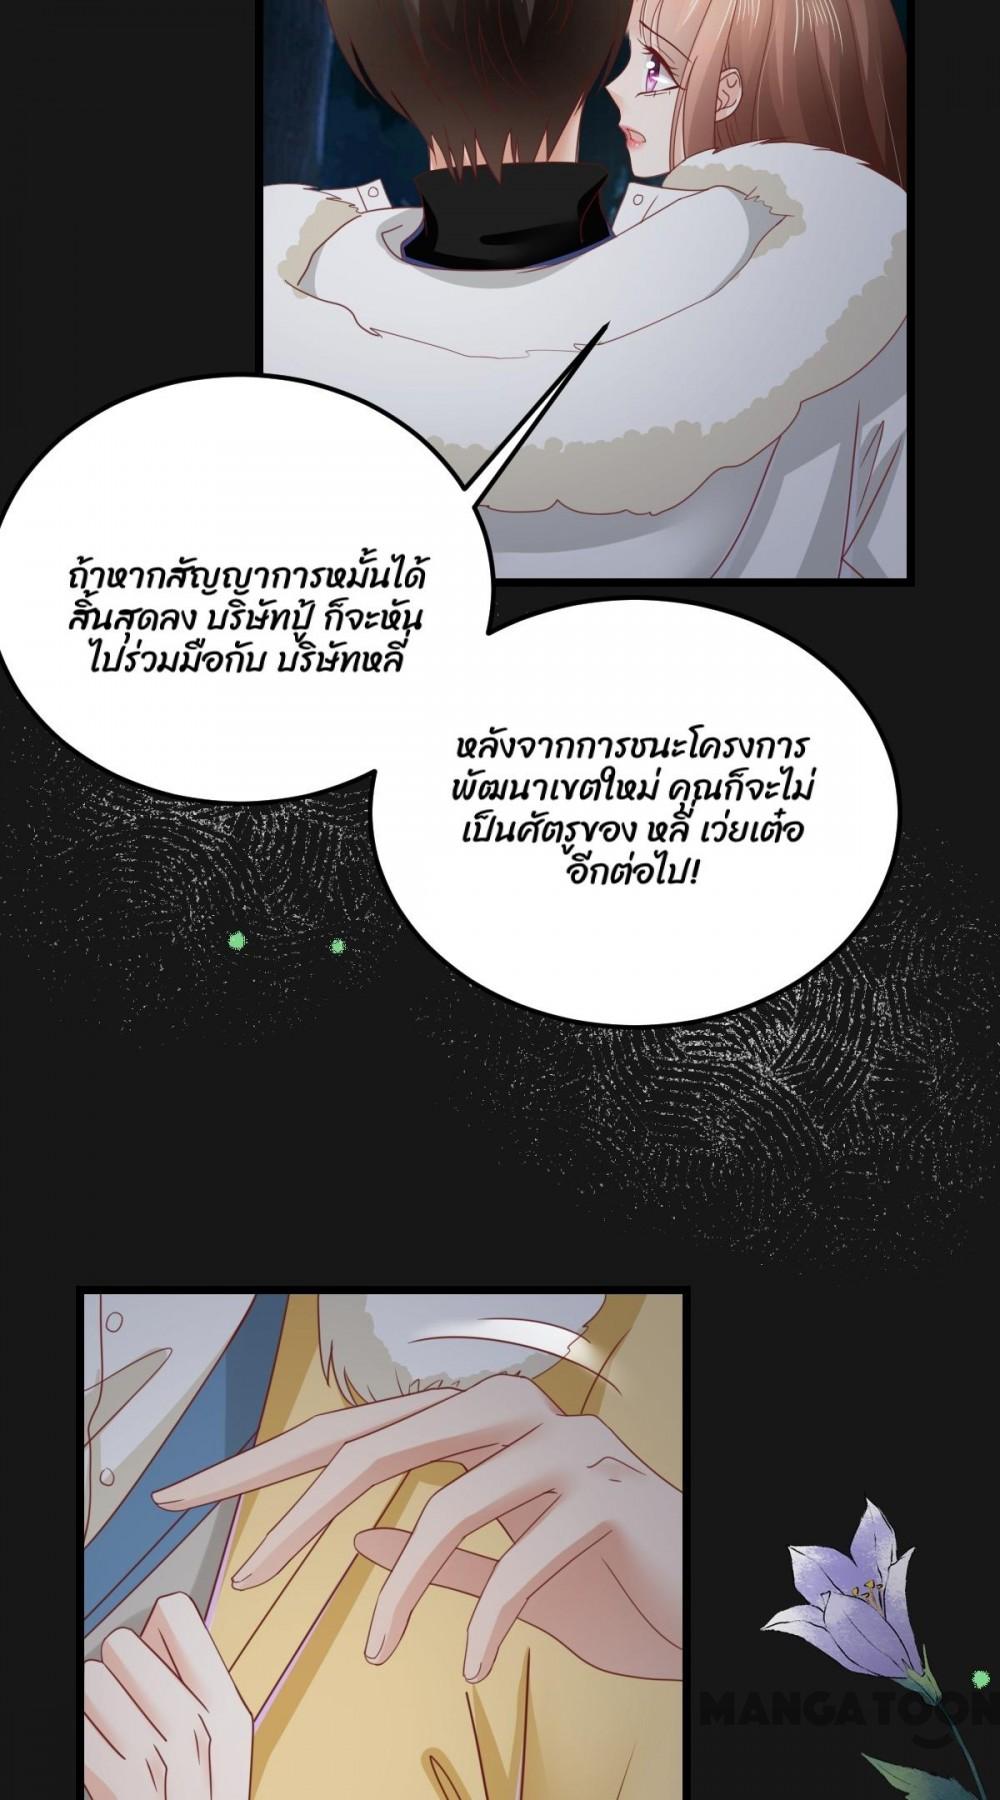 ถ้าหากสัญญาการหมั้นได้
สิ้นสุดลง บริษัทปู้ ก็จะหัน
ไปร่วมมือกับ บริษัทหลี่
หลังจากการชนะโครงการ
พัฒนาเขตใหม่ คุณก็จะไม่
เป็นศัตรูของ หลี่ เว่ยเต๋อ
อีกต่อไป!
MANGA TOON